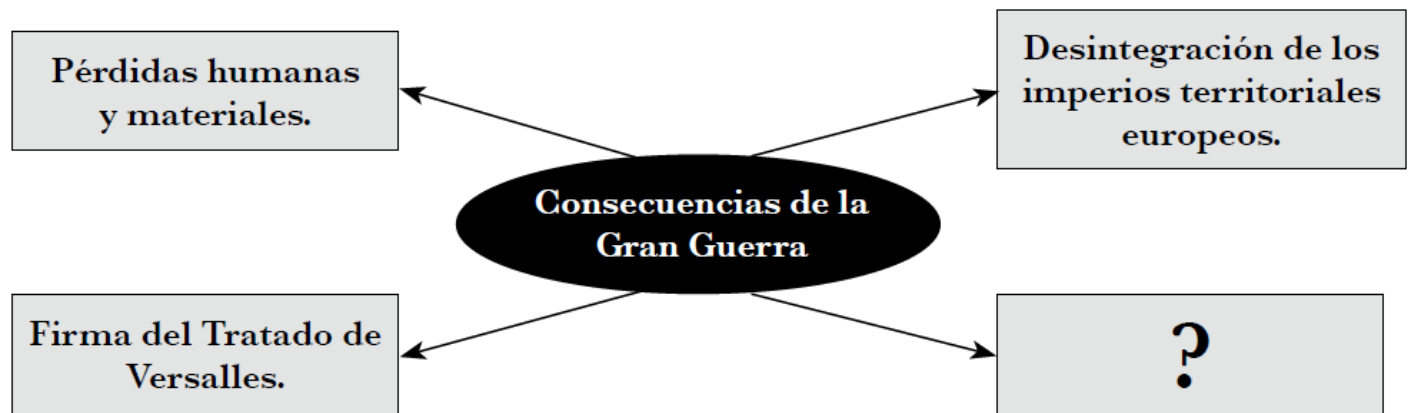 Pérdidas humanas
y materiales.
Desintegración de los
imperios territoriales
europeos.
Consecuencias de la
Gran Guerra
Firma del Tratado de
Versalles.
?